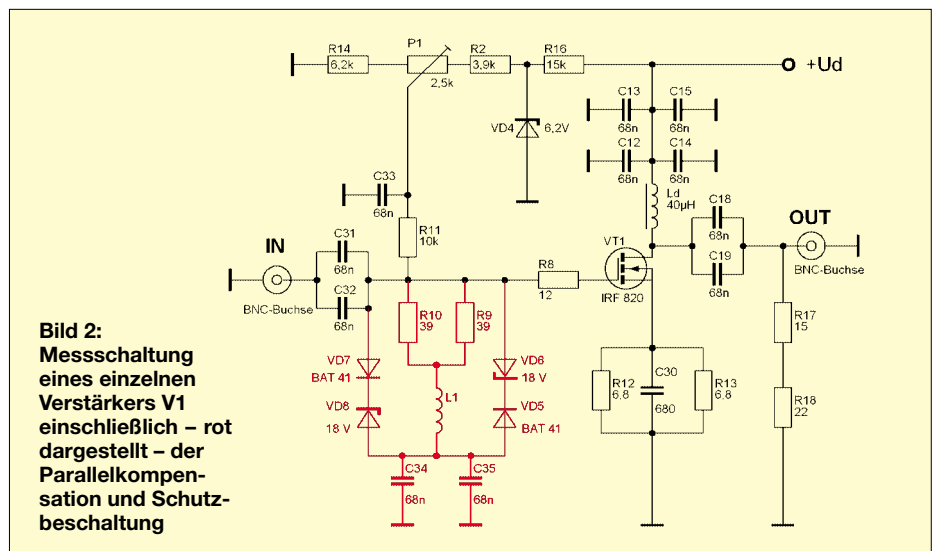 R14
6,2k
P1
2,5k
R2
3,9k
R16
15k
+Ud
C13
68n
C15
68n
VD4
6,2V
C12
68n
C14
68n
C33
68n
Ld
40µH
R11
10k
C18
68n
OUT
IN
C31
68n
VT1
C19
68n
BNC-Buchse
R8
12
IRF 820
C32
68n
BNC-Buchse
R10
39
R9
39
R17
15
Bild 2:
Messschaltung
eines einzelnen
Verstärkers V1
einschließlich – rot
dargestellt – der
Parallelkompen-
sation und Schutz-
beschaltung
VD7
BAT 41
VD6
18 V
L1
VD8
18 V
VD5
BAT 41
R12
6,8
C30
680
R13
6,8
R18
22
C34
68n
C35
68n